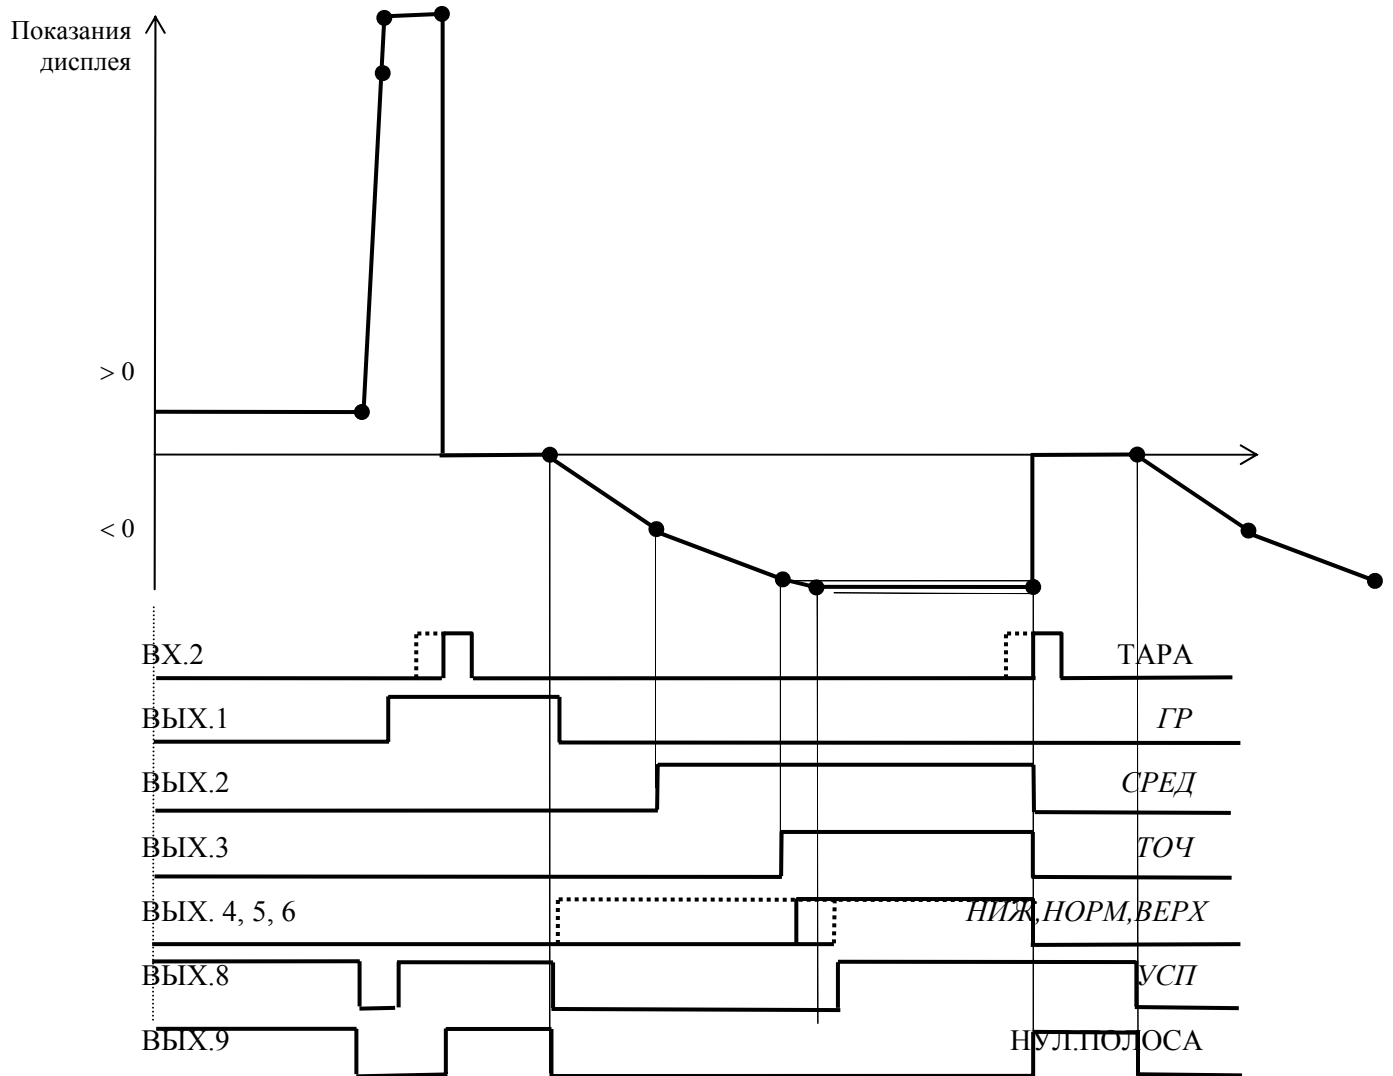 Показания
дисплея
> 0
< 0
ВХ.2 ТАРА
ВЫХ.1 ГР
ВЫХ.2 СРЕД
ВЫХ.3 ТОЧ
ВЫХ. 4, 5, 6 НИЖ,НОРМ,ВЕРХ
ВЫХ.8 УСП
ВЫХ.9 НУЛ.ПОЛОСА